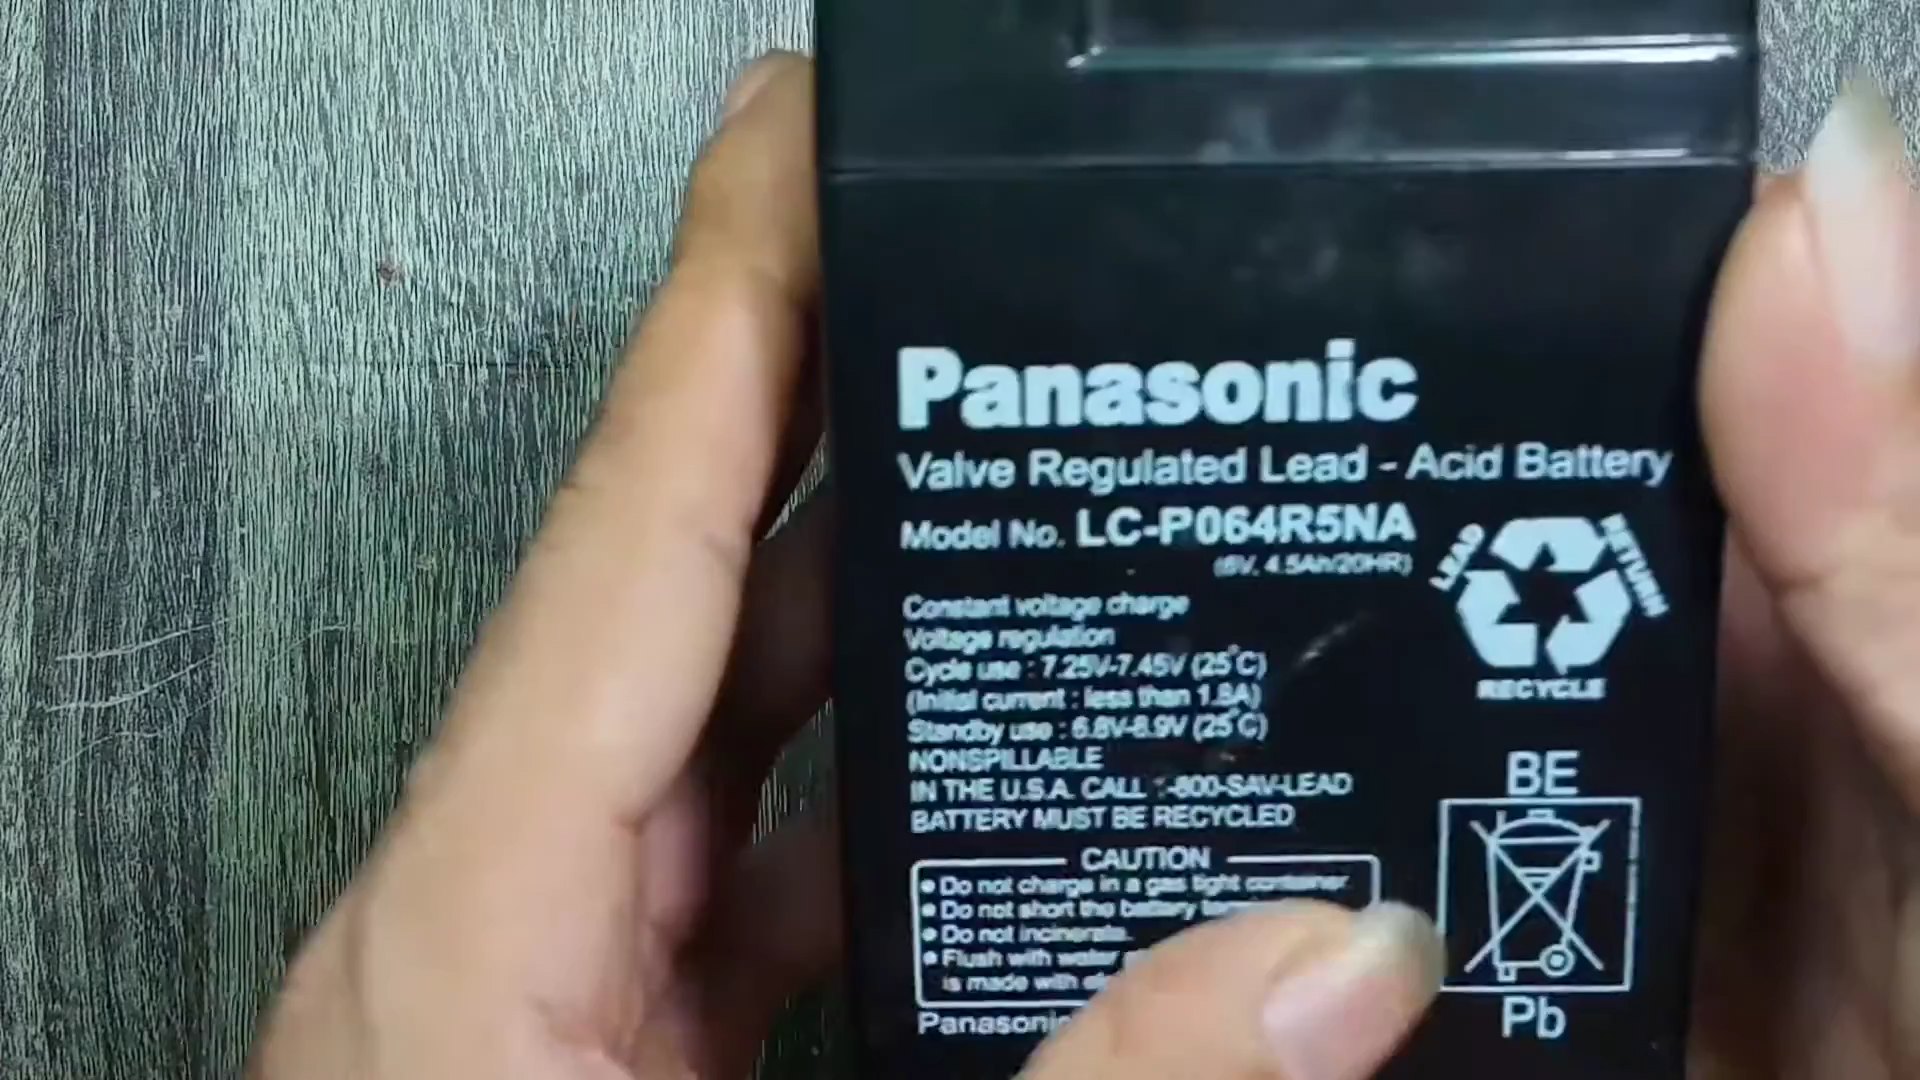 Panasonic
Valve Regulated Lead - Acid Battery
Model No. LC-P064R5NA
(6V, 4.5Ah/20HR)
LEAD
RETURN
RECYCLE
Constant voltage charge
Voltage regulation
Cycle use : 7.25V-7.45V (25°C)
(Initial current : less than 1.8A)
Standby use : 6.8V-6.9V (25°C)
NONSPILLABLE
IN THE U.S.A. CALL 1-800-SAV-LEAD
BATTERY MUST BE RECYCLED
BE
CAUTION
• Do not charge in a gas tight container.
• Do not short the battery
• Do not incinerate.
• Flush with water
is made with
Panasonic
Pb